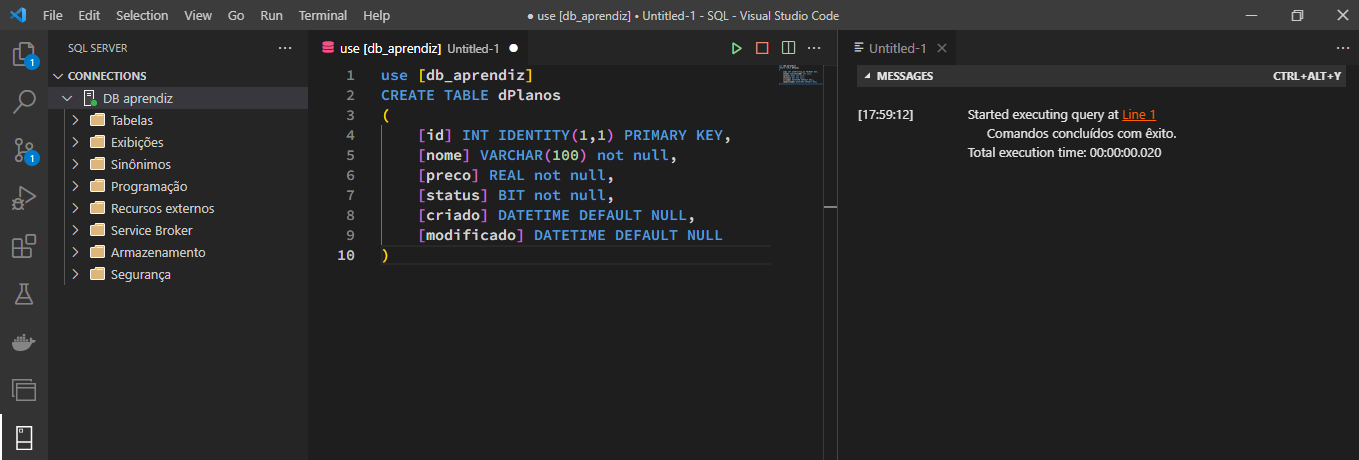 File Edit Selection View Go Run Terminal Help ● use [db_aprendiz] • Untitled-1 - SQL - Visual Studio Code
SQL SERVER ···
CONNECTIONS
DB aprendiz
Tabelas
Exibições
Sinônimos
Programação
Recursos externos
Service Broker
Armazenamento
Segurança
1
1
use [db_aprendiz] Untitled-1 ●
1 use [db_aprendiz]
2 CREATE TABLE dPlanos
3 (
4 [id] INT IDENTITY(1,1) PRIMARY KEY,
5 [nome] VARCHAR(100) not null,
6 [preco] REAL not null,
7 [status] BIT not null,
8 [criado] DATETIME DEFAULT NULL,
9 [modificado] DATETIME DEFAULT NULL
10 )
Untitled-1
MESSAGES CTRL+ALT+Y
[17:59:12] Started executing query at Line 1
Comandos concluídos com êxito.
Total execution time: 00:00:00.020